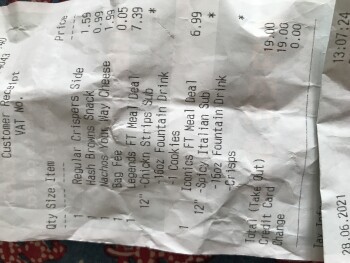 Customer Receipt
VAT NO.
Qty Size Item Price
1 Regular Crispers Side 1.59
1 Hash Browns Snack 0.99
1 Nachos Your Way Cheese 1.99
1 Bag Fee 0.05
1 Legends FT Meal Deal 7.39
12" -Chickn Strips Sub *
-16oz Fountain Drink
-1 Cookies
1 Iconics FT Meal Deal 6.99
12" -Spicy Italian Sub *
-16oz Fountain Drink
-Crisps *
Total (Take Out) 19.00
Credit Card 19.00
Change 0.00
28.06.2021 13:07:24